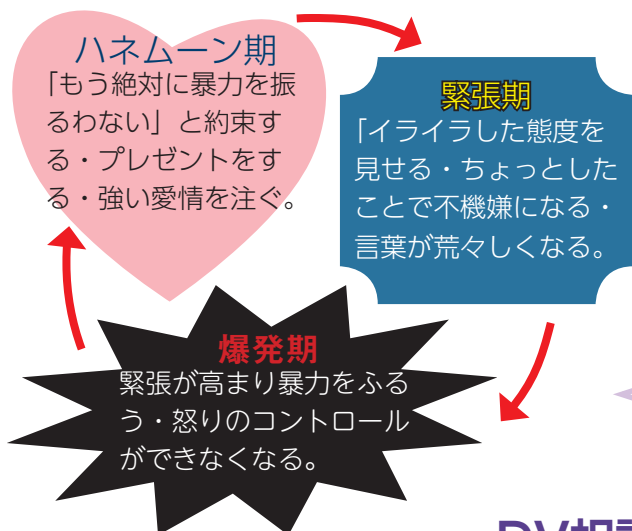 ハネムーン期
「もう絶対に暴力を振
るわない」と約束す
る・プレゼントをす
る・強い愛情を注ぐ。
緊張期
「イライラした態度を
見せる・ちょっとした
ことで不機嫌になる・
言葉が荒々しくなる。
爆発期
緊張が高まり暴力をふる
う・怒りのコントロール
ができなくなる。
DV相